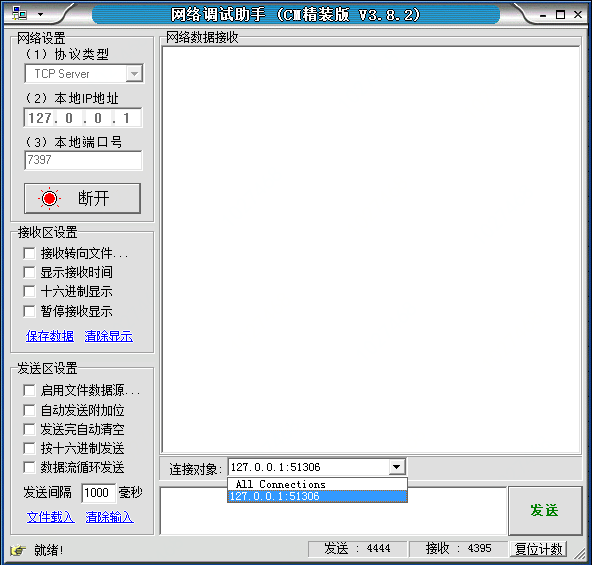 网络调试助手 (CM精装版 V3.8.2)
网络设置
(1) 协议类型
TCP Server
(2) 本地IP地址
127. 0 . 0 . 1
(3) 本地端口号
7397
断开
接收区设置
接收转向文件...
显示接收时间
十六进制显示
暂停接收显示
保存数据 清除显示
发送区设置
启用文件数据源...
自动发送附加位
发送完自动清空
按十六进制发送
数据流循环发送
发送间隔 1000 毫秒
文件载入 清除输入
网络数据接收
连接对象: 127.0.0.1:51306
All Connections
127.0.0.1:51306
发送
就绪!
发送 : 4444
接收 : 4395
复位计数